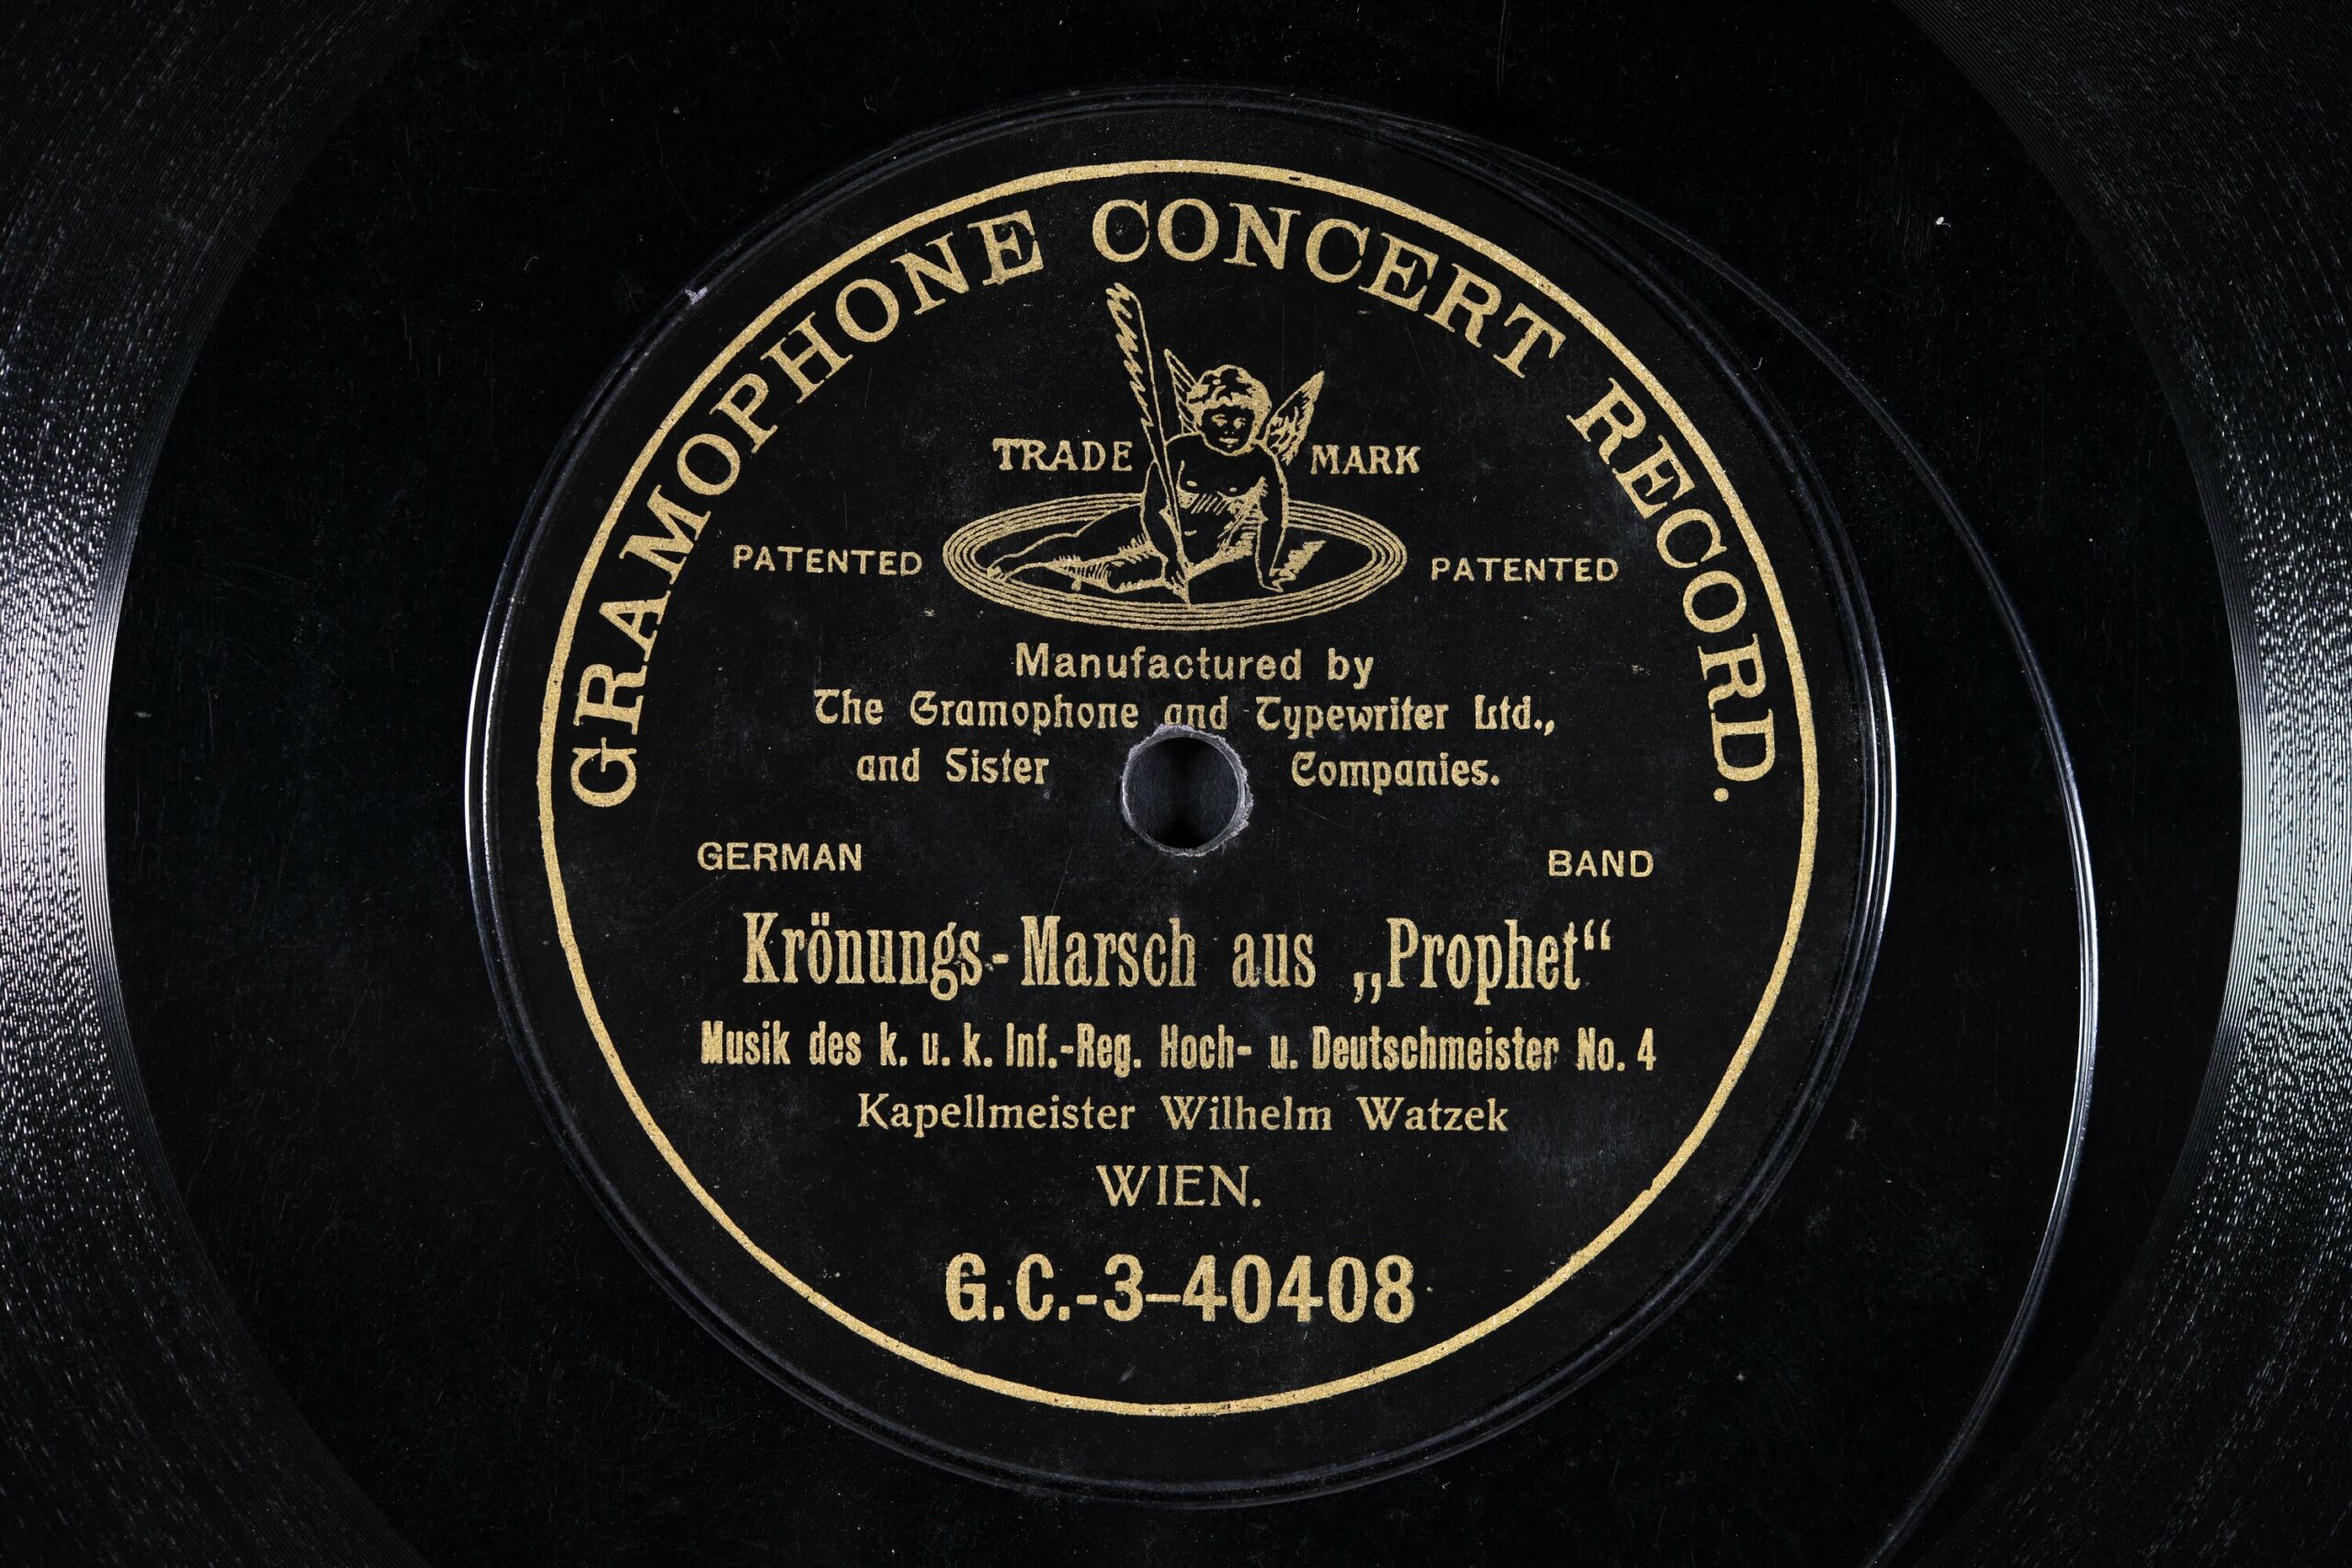 GRAMOPHONE CONCERT RECORD.
TRADE MARK
PATENTED PATENTED
Manufactured by
The Gramophone and Typewriter Ltd.,
and Sister Companies.
GERMAN BAND
Krönungs-Marsch aus „Prophet“
Musik des k. u. k. Inf.-Reg. Hoch- u. Deutschmeister No. 4
Kapellmeister Wilhelm Watzek
WIEN.
G.C.-3-40408